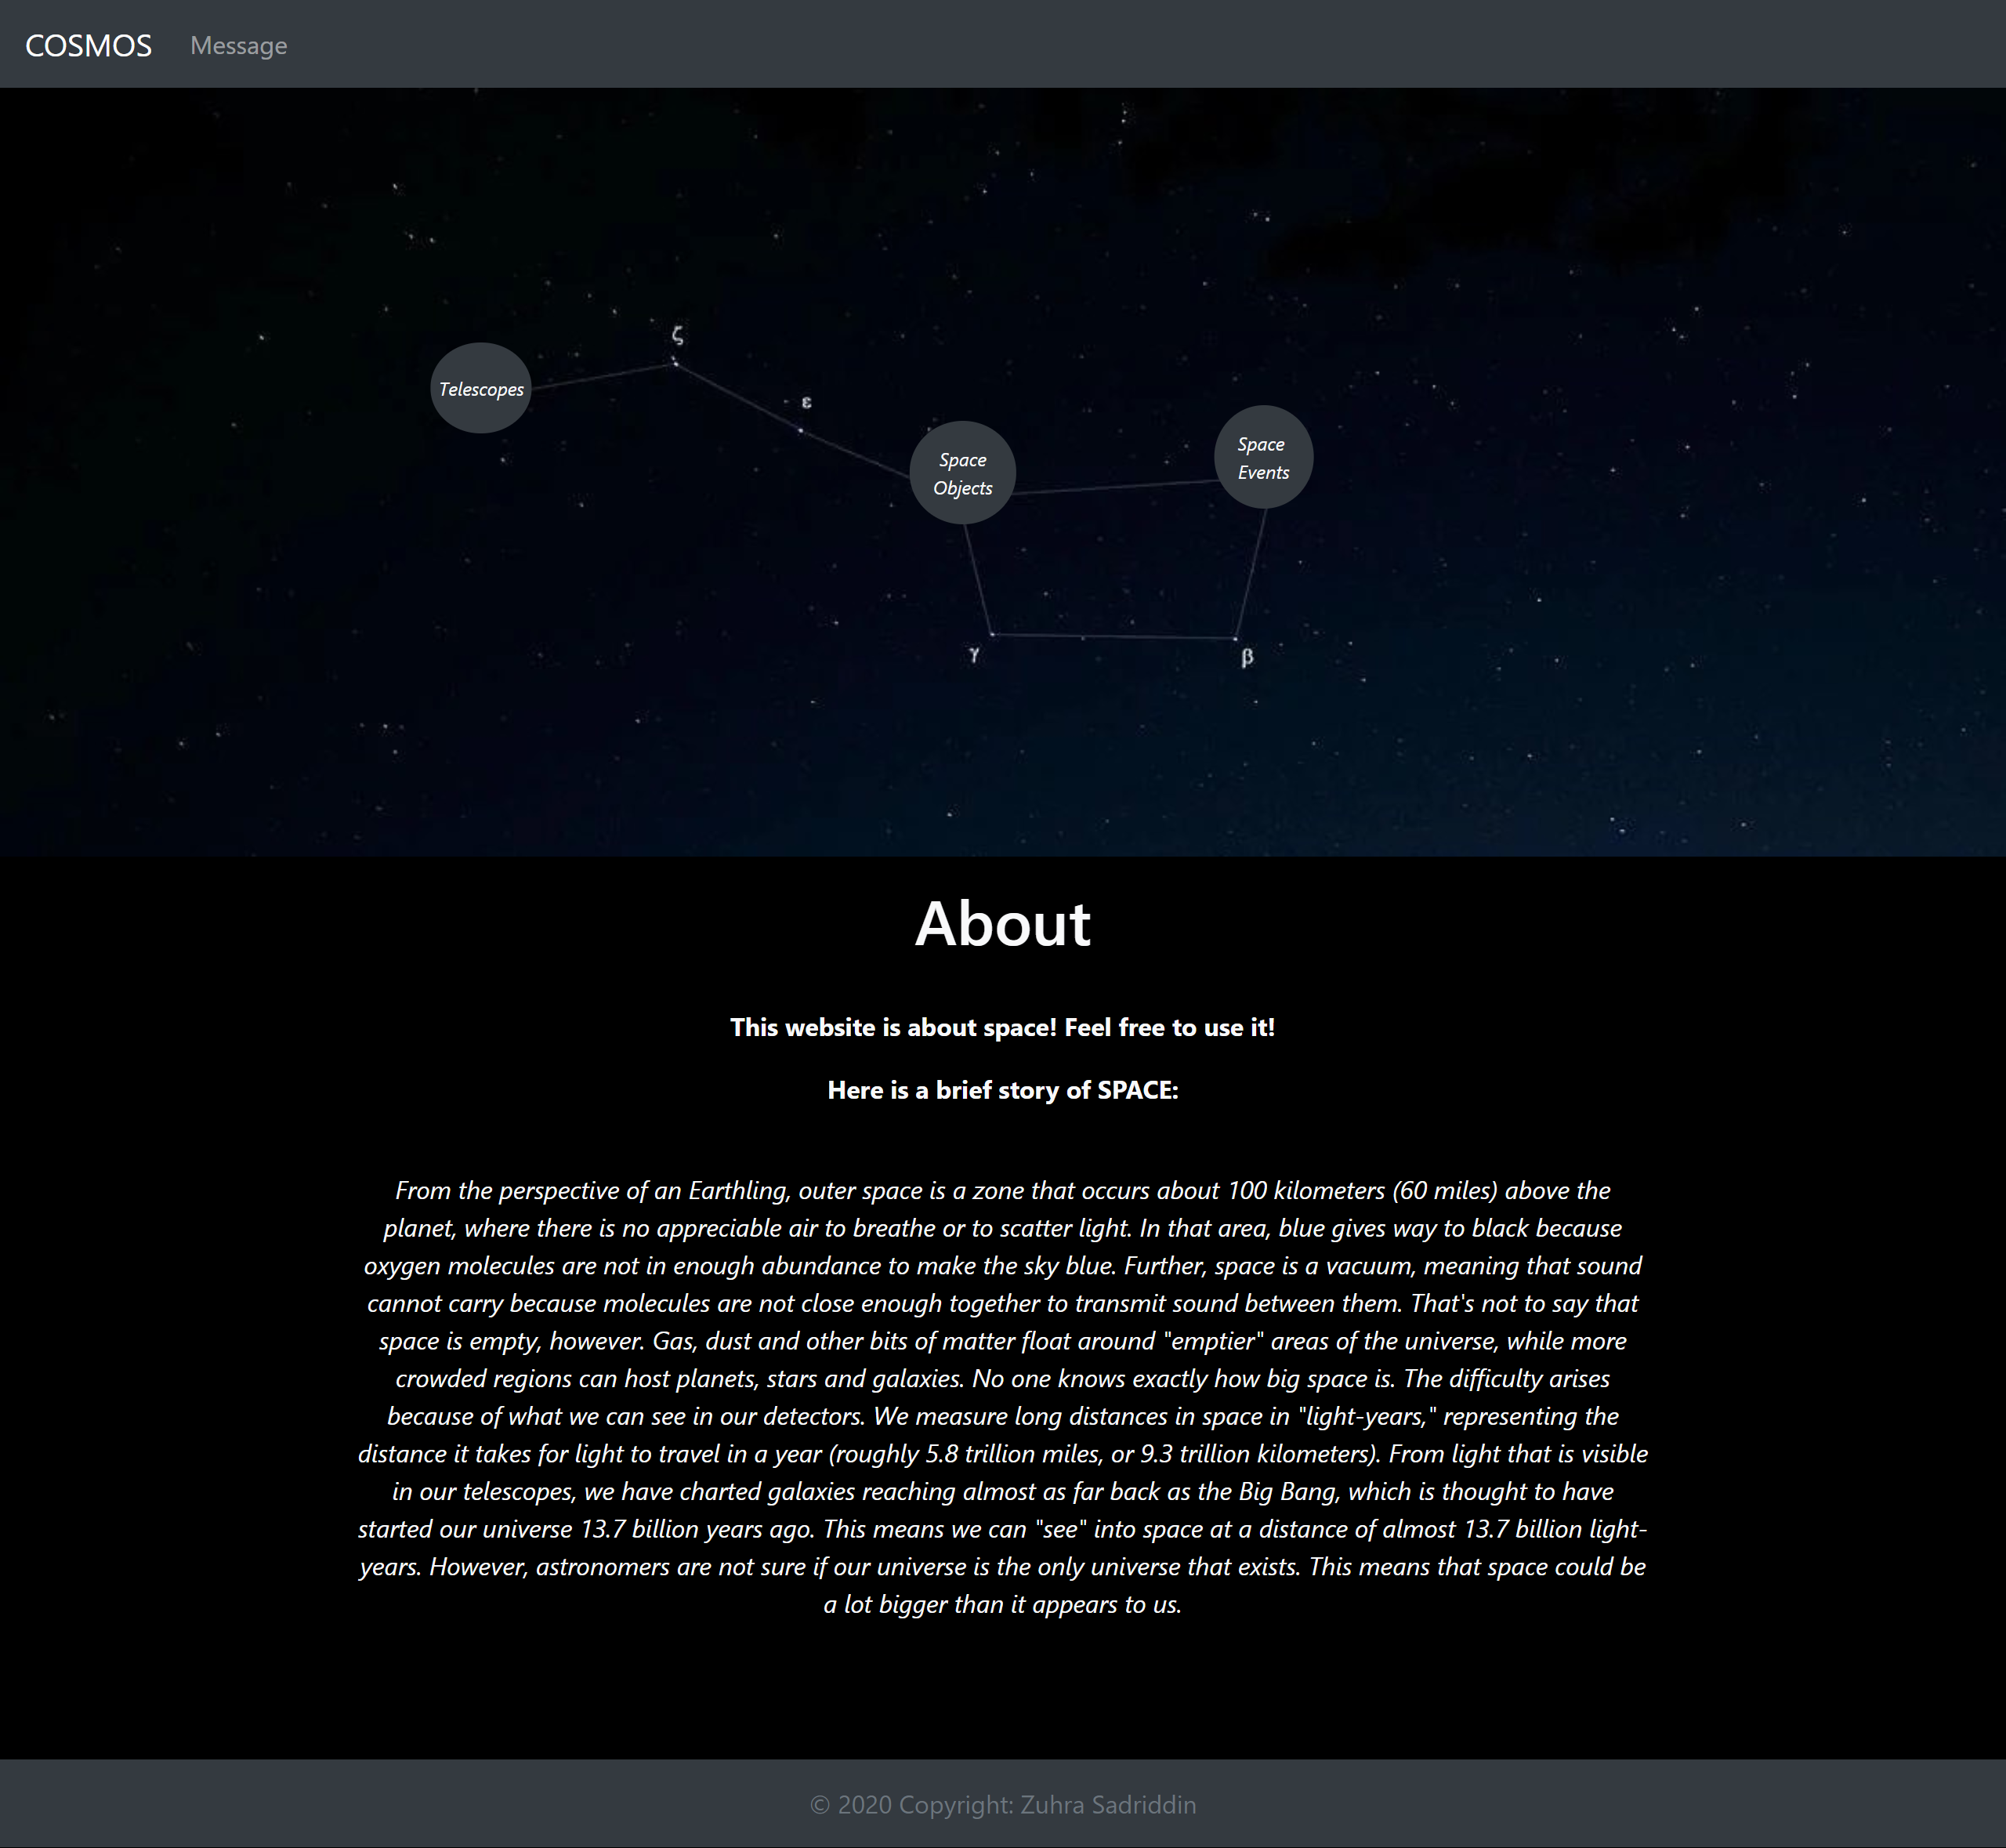 COSMOS Message
ζ
ε
Telescopes
Space
Objects
Space
Events
γ
β
About
This website is about space! Feel free to use it!
Here is a brief story of SPACE:
From the perspective of an Earthling, outer space is a zone that occurs about 100 kilometers (60 miles) above the
planet, where there is no appreciable air to breathe or to scatter light. In that area, blue gives way to black because
oxygen molecules are not in enough abundance to make the sky blue. Further, space is a vacuum, meaning that sound
cannot carry because molecules are not close enough together to transmit sound between them. That's not to say that
space is empty, however. Gas, dust and other bits of matter float around "emptier" areas of the universe, while more
crowded regions can host planets, stars and galaxies. No one knows exactly how big space is. The difficulty arises
because of what we can see in our detectors. We measure long distances in space in "light-years," representing the
distance it takes for light to travel in a year (roughly 5.8 trillion miles, or 9.3 trillion kilometers). From light that is visible
in our telescopes, we have charted galaxies reaching almost as far back as the Big Bang, which is thought to have
started our universe 13.7 billion years ago. This means we can "see" into space at a distance of almost 13.7 billion light-
years. However, astronomers are not sure if our universe is the only universe that exists. This means that space could be
a lot bigger than it appears to us.
© 2020 Copyright: Zuhra Sadriddin